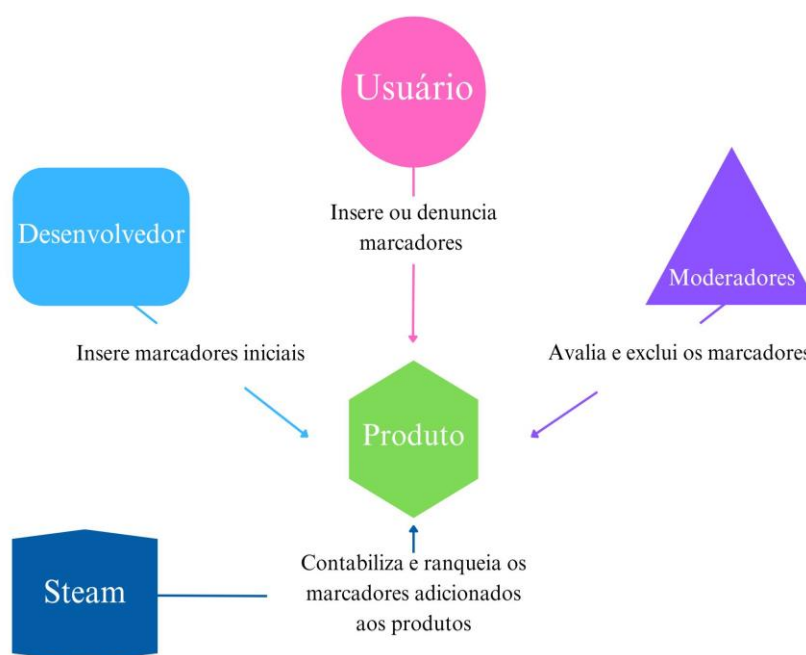 Usuário
Desenvolvedor
Insere ou denuncia
marcadores
Moderadores
Insere marcadores iniciais
Avalia e exclui os marcadores
Produto
Steam
Contabiliza e ranqueia os
marcadores adicionados
aos produtos